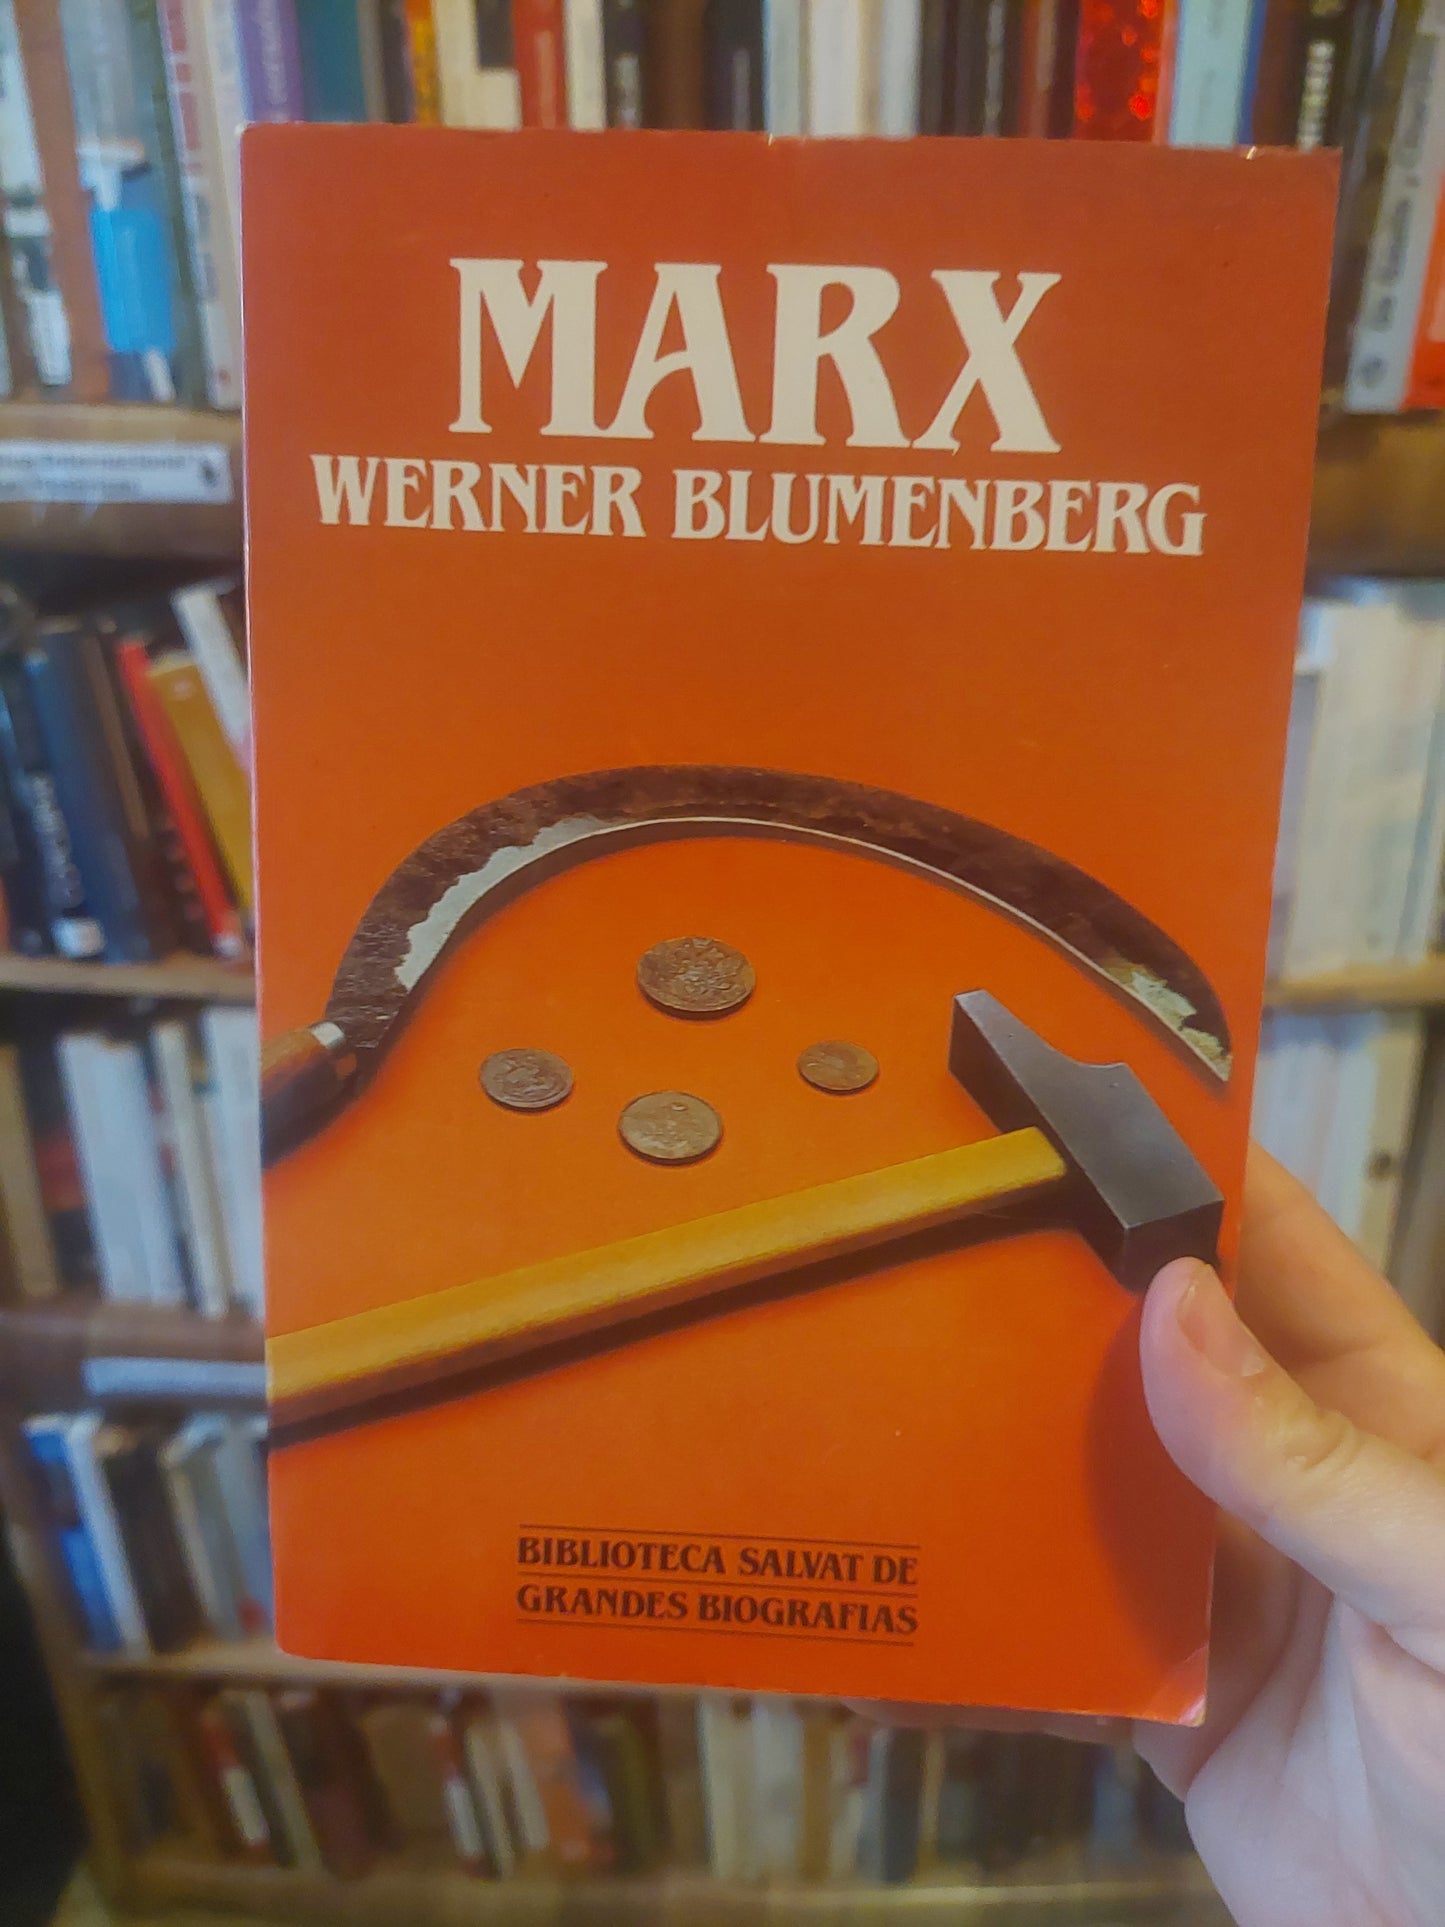 MARX
WERNER BLUMENBERG
BIBLIOTECA SALVAT DE
GRANDES BIOGRAFIAS